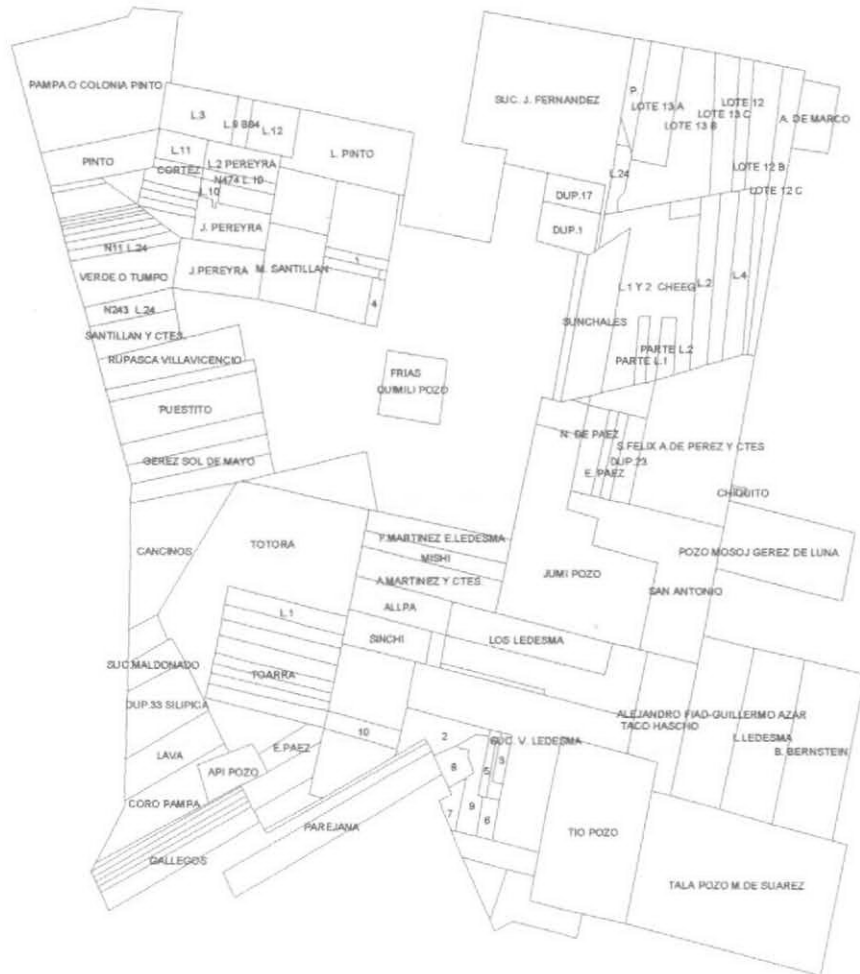 PAMPA O COLONIA PINTO
L.3
L.9 B84
L.12
L. PINTO
SUC. J. FERNANDEZ
P.
LOTE 13 A
LOTE 13 B
LOTE 13 C
LOTE 12
A. DE MARCO
PINTO
L.11
CORTEZ
L.2 PEREYRA
N474 L.10
L.10
J. PEREYRA
L.24
DUP.17
DUP.1
LOTE 12 B
LOTE 12 C
N11 L.24
VERDE O TUMPO
J.PEREYRA
M. SANTILLAN
1
4
N243 L.24
SANTILLAN Y CTES.
RUPASCA VILLAVICENCIO
L.1 Y 2 CHEEG
L.2
L.4
SUNCHALES
PARTE L.2
PARTE L.1
FRIAS
QUIMILI POZO
PUESTITO
GEREZ SOL DE MAYO
N. DE PAEZ
S.FELIX A.DE PEREZ Y CTES
DUP.23
E. PAEZ
CHIQUITO
CANCINOS
TOTORA
F.MARTINEZ E.LEDESMA
MISHI
A.MARTINEZ Y CTES
ALLPA
SINCHI
JUMI POZO
POZO MOSOJ GEREZ DE LUNA
SAN ANTONIO
LOS LEDESMA
L.1
TOARRA
SUC.MALDONADO
DUP.33 SILIPICA
LAVA
CORO PAMPA
API POZO
E.PAEZ
10
2
SUC. V. LEDESMA
8
5
3
7
9
6
ALEJANDRO FIAD-GUILLERMO AZAR
TACO HASCHO
L.LEDESMA
B. BERNSTEIN
GALLEGOS
PAREJANA
TIO POZO
TALA POZO M.DE SUAREZ